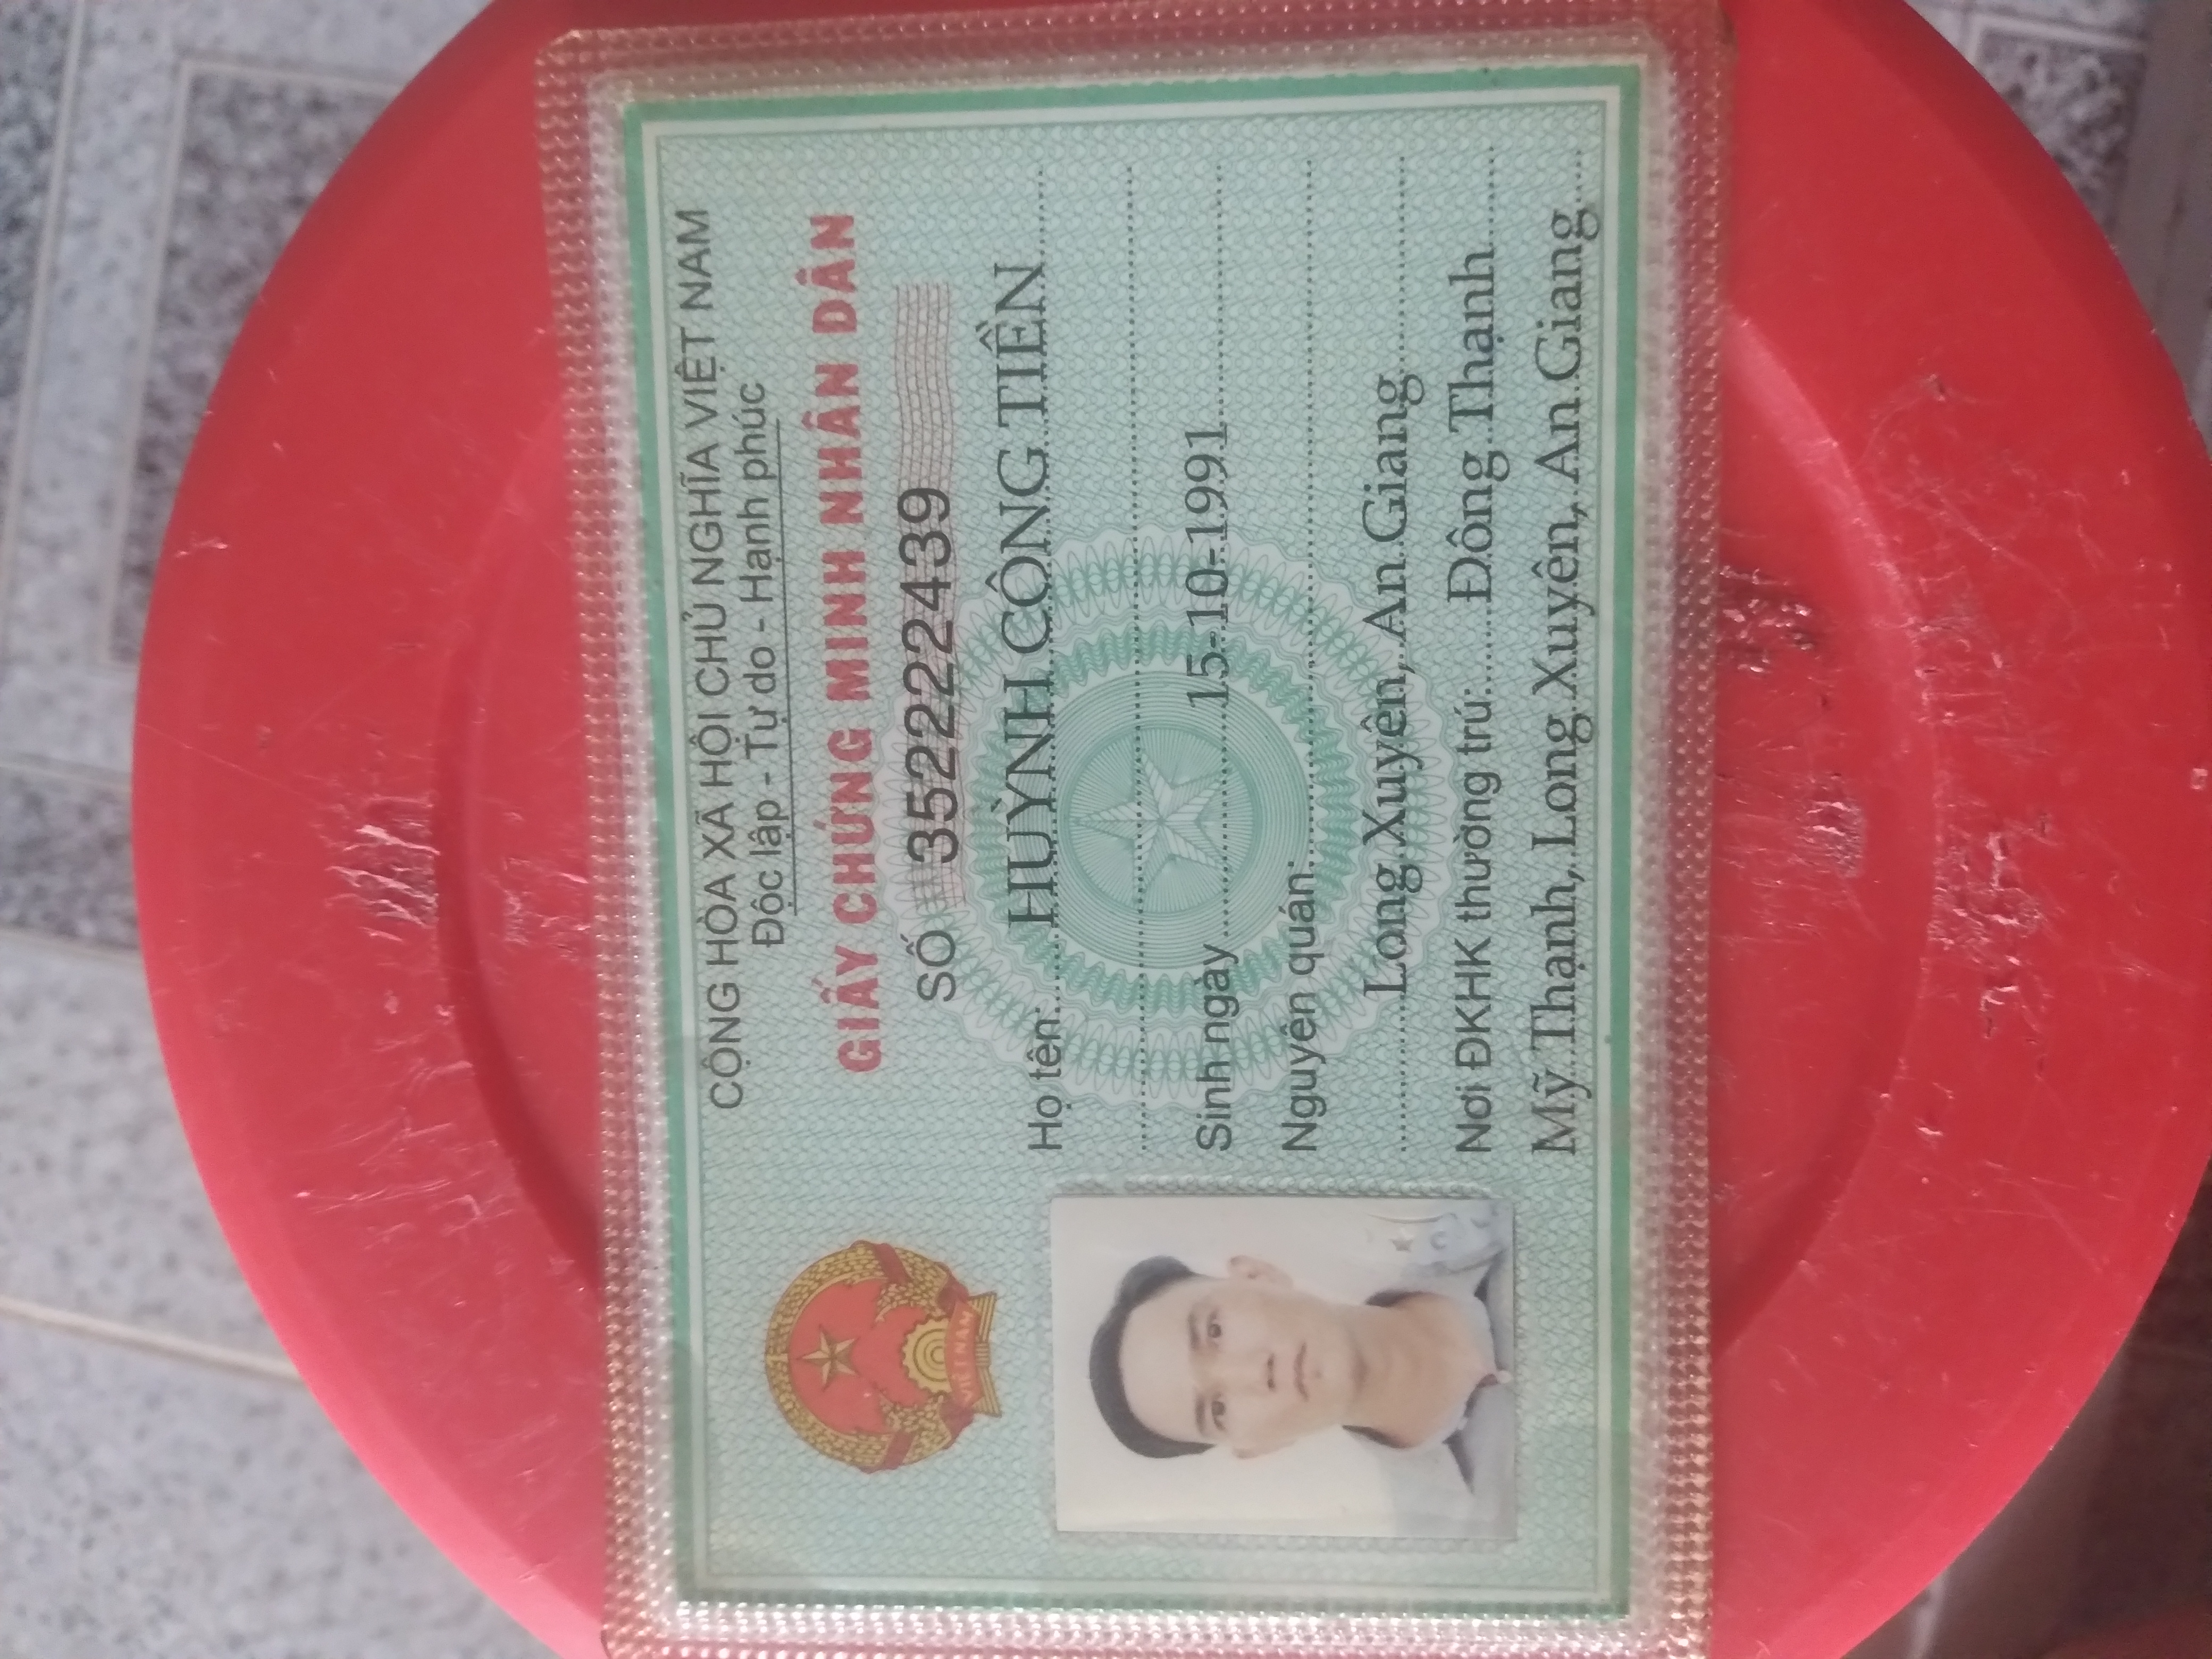 CỘNG HÒA XÃ HỘI CHỦ NGHĨA VIỆT NAM
Độc lập - Tự do - Hạnh phúc
GIẤY CHỨNG MINH NHÂN DÂN
SỐ 352222439
Họ tên: HUỲNH CÔNG TIỀN
Sinh ngày 15-10-1991
Nguyên quán:
Long Xuyên, An Giang
Nơi ĐKHK thường trú: Đông Thạnh
Mỹ Thạnh, Long Xuyên, An Giang
VIỆT NAM